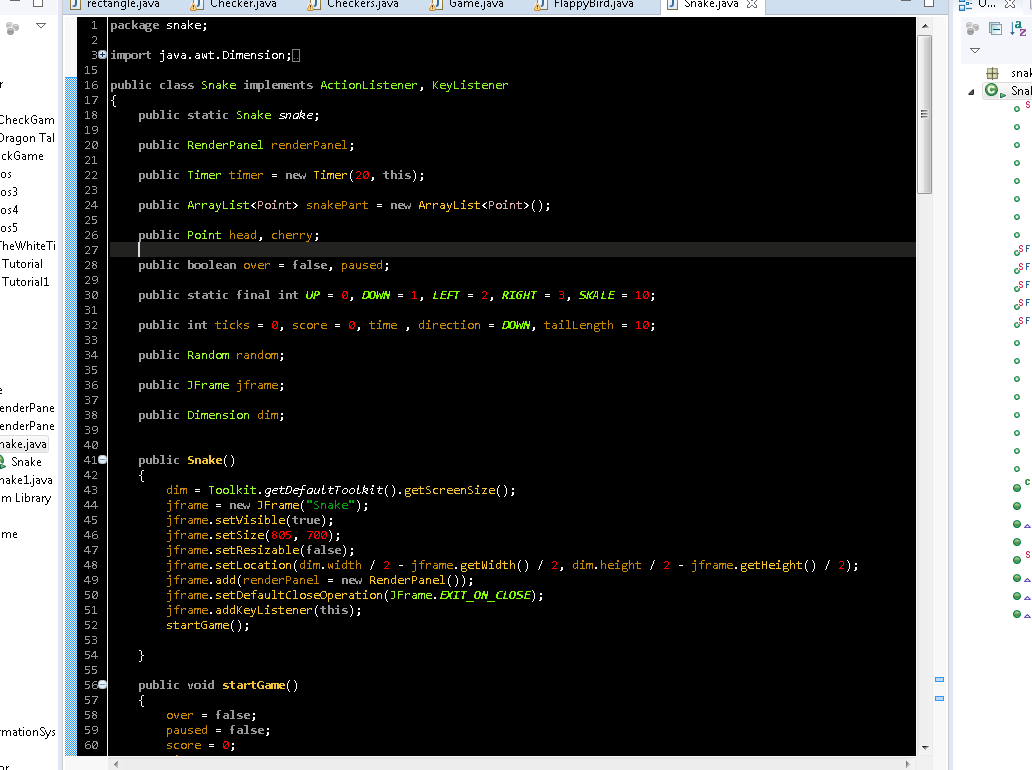 rectangle.java Checker.java Checkers.java Game.java FlappyBird.java Snake.java
1 package snake;
2
3 import java.awt.Dimension;
15
16 public class Snake implements ActionListener, KeyListener
17 {
18 public static Snake snake;
19
20 public RenderPanel renderPanel;
21
22 public Timer timer = new Timer(20, this);
23
24 public ArrayList<Point> snakePart = new ArrayList<Point>();
25
26 public Point head, cherry;
27
28 public boolean over = false, paused;
29
30 public static final int UP = 0, DOWN = 1, LEFT = 2, RIGHT = 3, SKALE = 10;
31
32 public int ticks = 0, score = 0, time , direction = DOWN, tailLength = 10;
33
34 public Random random;
35
36 public JFrame jframe;
37
38 public Dimension dim;
39
40
41 public Snake()
42 {
43 dim = Toolkit.getDefaultToolkit().getScreenSize();
44 jframe = new JFrame("Snake");
45 jframe.setVisible(true);
46 jframe.setSize(805, 700);
47 jframe.setResizable(false);
48 jframe.setLocation(dim.width / 2 - jframe.getWidth() / 2, dim.height / 2 - jframe.getHeight() / 2);
49 jframe.add(renderPanel = new RenderPanel());
50 jframe.setDefaultCloseOperation(JFrame.EXIT_ON_CLOSE);
51 jframe.addKeyListener(this);
52 startGame();
53
54 }
55
56 public void startGame()
57 {
58 over = false;
59 paused = false;
60 score = 0;
r
CheckGam
Dragon Tal
ckGame
os
os3
os4
os5
TheWhiteTi
Tutorial
Tutorial1
e
enderPane
enderPane
nake.java
Snake
nake1.java
m Library
me
rmationSys
or
O...
snak
Snak
S
S F
S F
S F
S F
S F
C
S